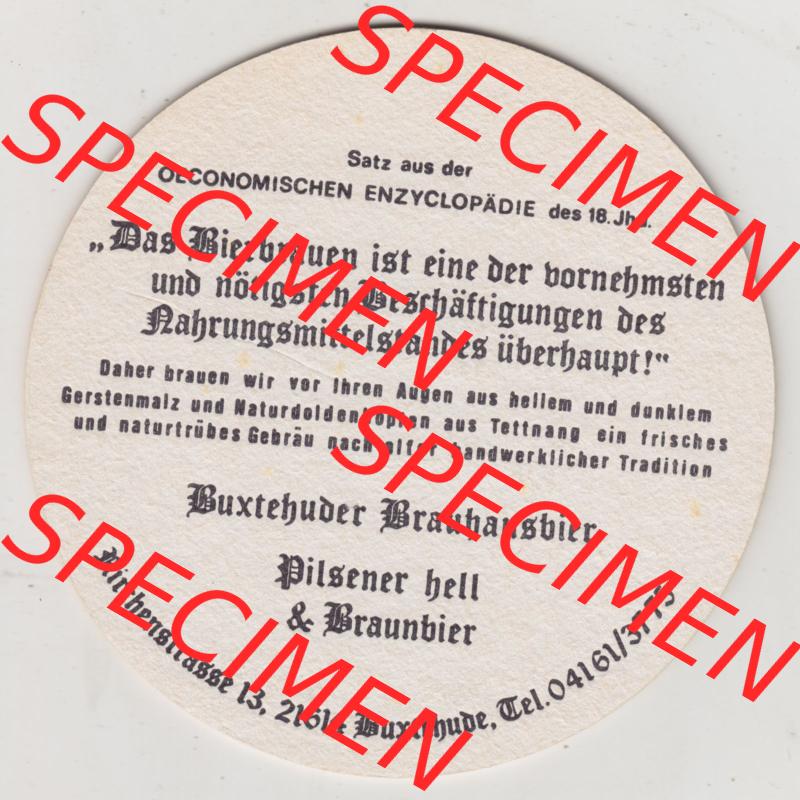 Satz aus der
OECONOMISCHEN ENZYCLOPÄDIE des 18. Jhd.
„Das Bierbrauen ist eine der vornehmsten
und nötigsten Beschäftigungen des
Nahrungsmittelstandes überhaupt!“
Daher brauen wir vor Ihren Augen aus hellem und dunklem
Gerstenmalz und Naturdoldenhopfen aus Tettnang ein frisches
und naturtrübes Gebräu nach alter handwerklicher Tradition
Buxtehuder Brauhausbier
Pilsener hell
& Braunbier
Kirchenstrasse 13, 21614 Buxtehude, Tel. 04161/
SPECIMEN
SPECIMEN
SPECIMEN
SPECIMEN